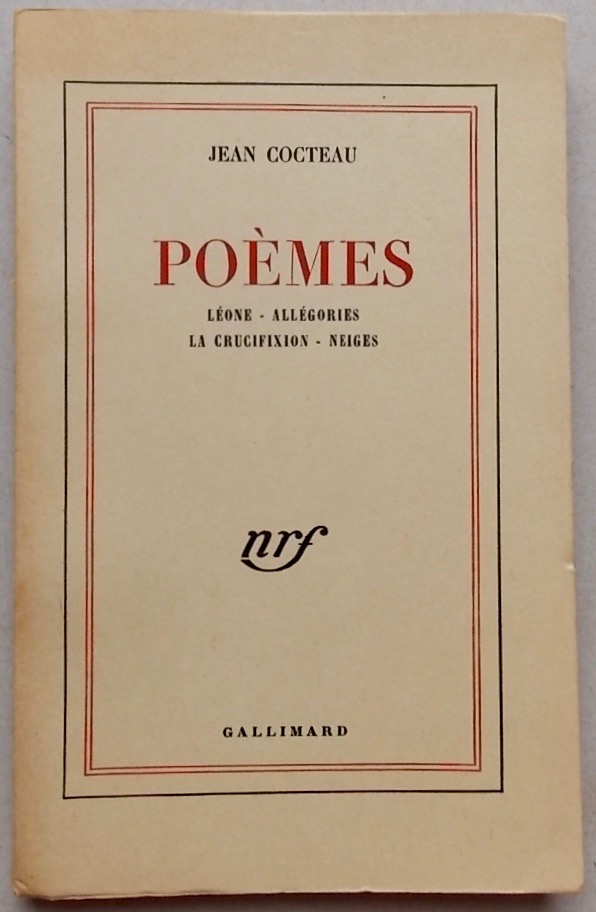 JEAN COCTEAU
POÈMES
LÉONE - ALLÉGORIES
LA CRUCIFIXION - NEIGES
nrf
GALLIMARD